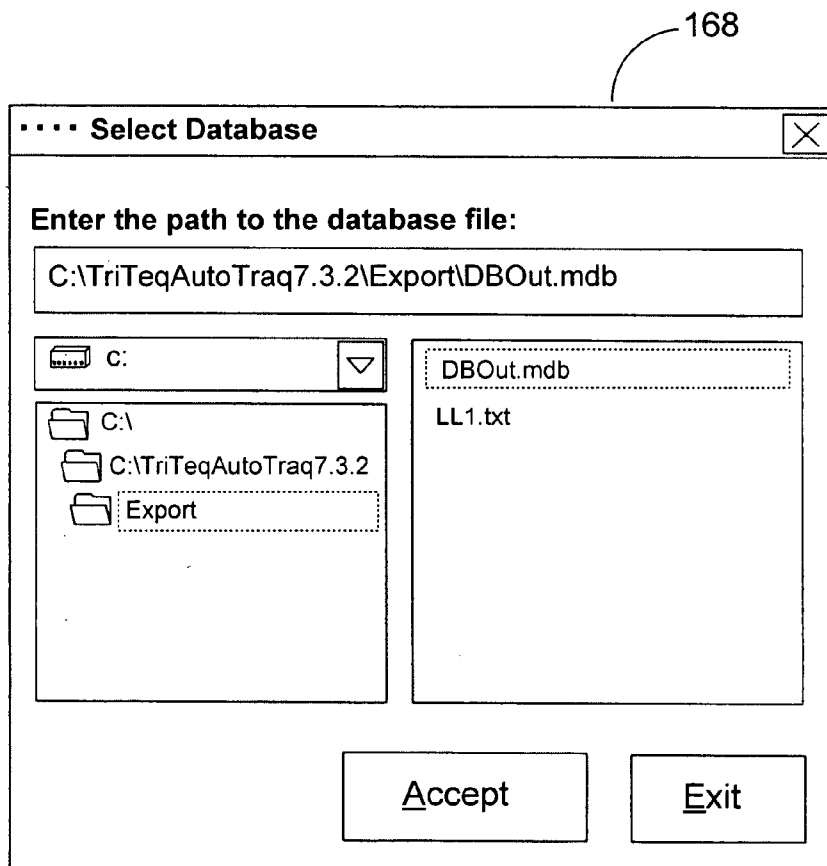 168
Select Database
Enter the path to the database file:
C:\TriTeqAutoTraq7.3.2\Export\DBOut.mdb
c:
C:\
C:\TriTeqAutoTraq7.3.2
Export
DBOut.mdb
LL1.txt
Accept
Exit